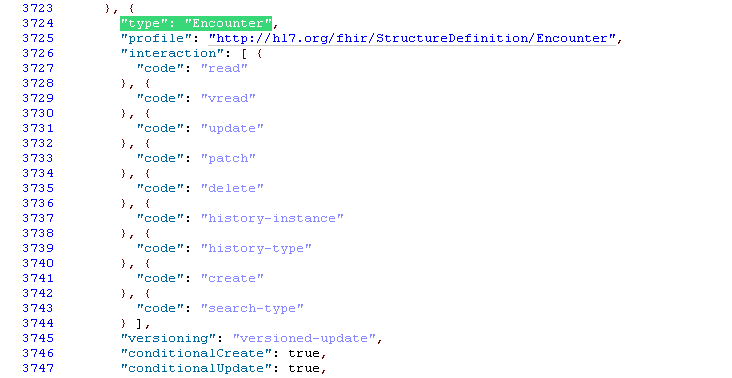 3723 }, {
3724 "type": "Encounter",
3725 "profile": "http://hl7.org/fhir/StructureDefinition/Encounter",
3726 "interaction": [ {
3727 "code": "read"
3728 }, {
3729 "code": "vread"
3730 }, {
3731 "code": "update"
3732 }, {
3733 "code": "patch"
3734 }, {
3735 "code": "delete"
3736 }, {
3737 "code": "history-instance"
3738 }, {
3739 "code": "history-type"
3740 }, {
3741 "code": "create"
3742 }, {
3743 "code": "search-type"
3744 } ],
3745 "versioning": "versioned-update",
3746 "conditionalCreate": true,
3747 "conditionalUpdate": true,